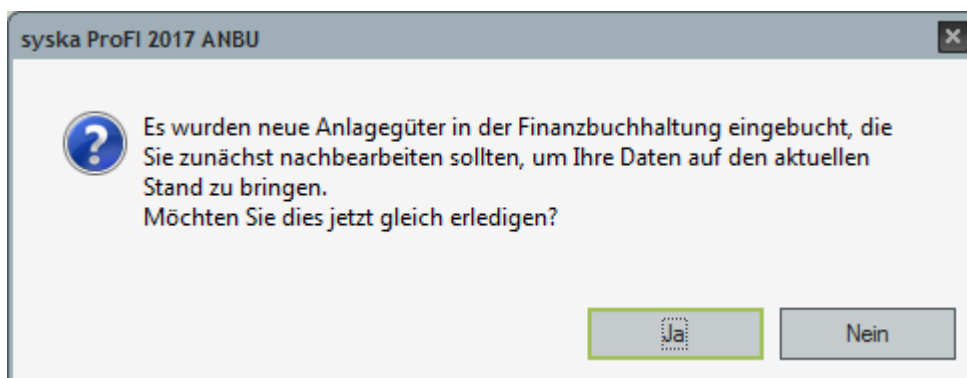 syska ProFI 2017 ANBU
Es wurden neue Anlagegüter in der Finanzbuchhaltung eingebucht, die
Sie zunächst nachbearbeiten sollten, um Ihre Daten auf den aktuellen
Stand zu bringen.
Möchten Sie dies jetzt gleich erledigen?
Ja
Nein